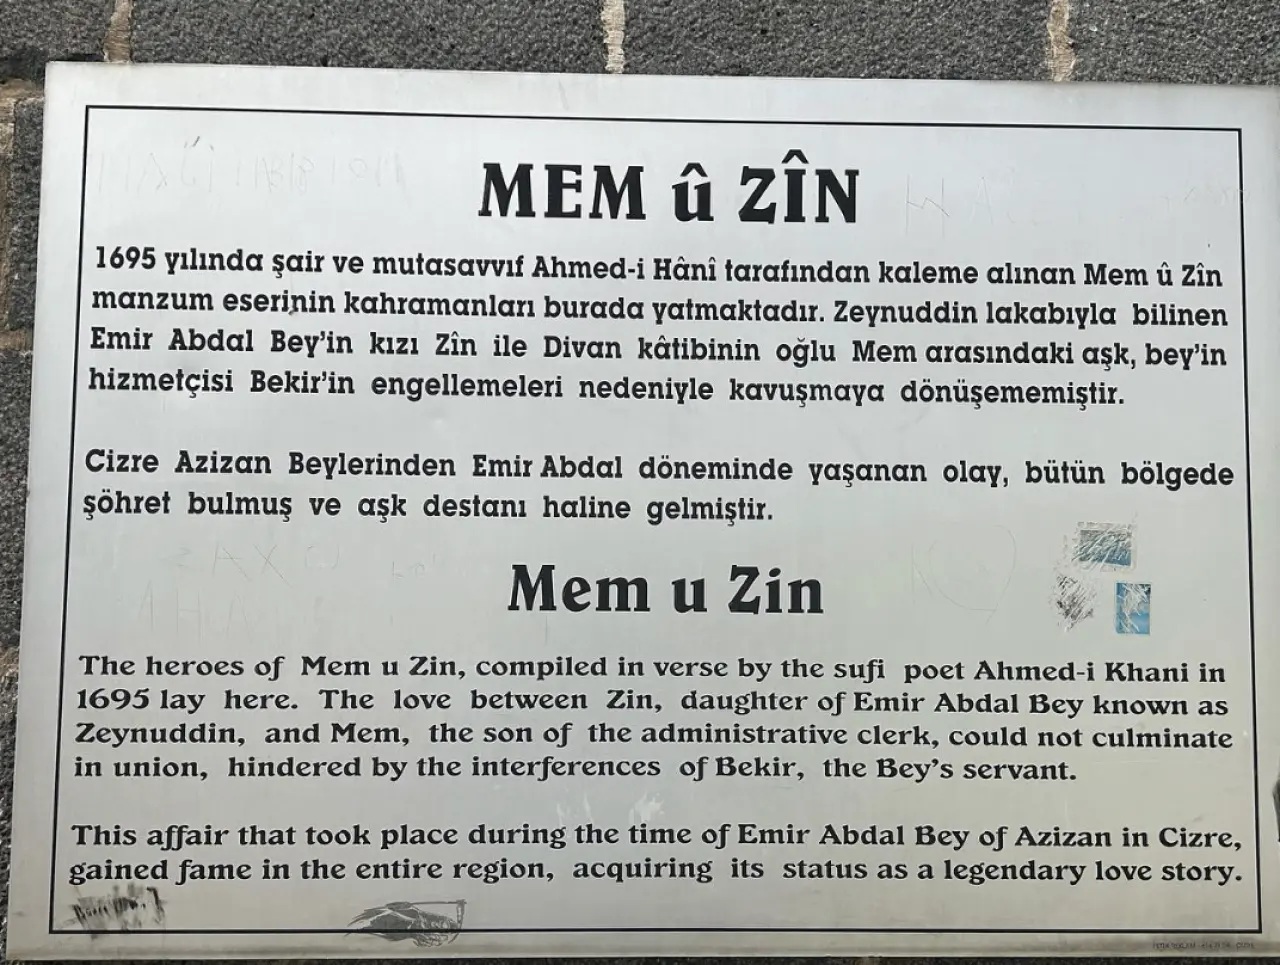 MEM û ZÎN
1695 yılında şair ve mutasavvıf Ahmed-i Hânî tarafından kaleme alınan Mem û Zîn
manzum eserinin kahramanları burada yatmaktadır. Zeynuddin lakabıyla bilinen
Emir Abdal Bey'in kızı Zîn ile Divan kâtibinin oğlu Mem arasındaki aşk, bey'in
hizmetçisi Bekir'in engellemeleri nedeniyle kavuşmaya dönüşememiştir.
Cizre Azizan Beylerinden Emir Abdal döneminde yaşanan olay, bütün bölgede
şöhret bulmuş ve aşk destanı haline gelmiştir.
Mem u Zin
The heroes of Mem u Zin, compiled in verse by the sufi poet Ahmed-i Khani in
1695 lay here. The love between Zin, daughter of Emir Abdal Bey known as
Zeynuddin, and Mem, the son of the administrative clerk, could not culminate
in union, hindered by the interferences of Bekir, the Bey's servant.
This affair that took place during the time of Emir Abdal Bey of Azizan in Cizre,
gained fame in the entire region, acquiring its status as a legendary love story.